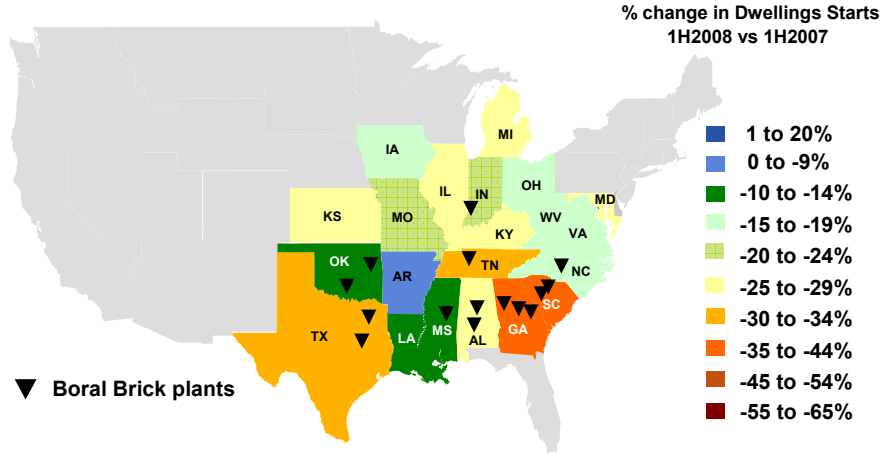 % change in Dwellings Starts
1H2008 vs 1H2007
MI
IA
IL
IN
OH
MD
KS
MO
WV
VA
KY
OK
AR
TN
NC
SC
TX
LA
MS
AL
GA
1 to 20%
0 to -9%
-10 to -14%
-15 to -19%
-20 to -24%
-25 to -29%
-30 to -34%
-35 to -44%
-45 to -54%
-55 to -65%
Boral Brick plants